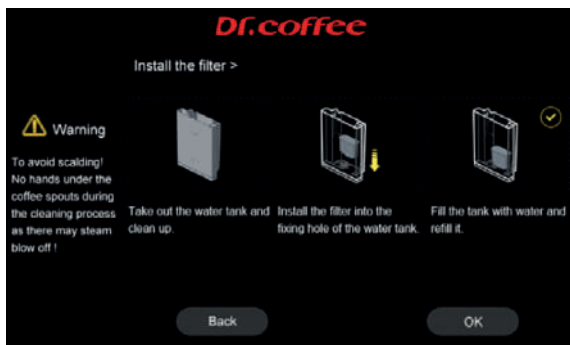 Dr.coffee
Install the filter >
Warning
To avoid scalding!
No hands under the
coffee spouts during
the cleaning process
as there may steam
blow off !
Take out the water tank and
clean up.
Install the filter into the
fixing hole of the water tank.
Fill the tank with water and
refill it.
Back
OK